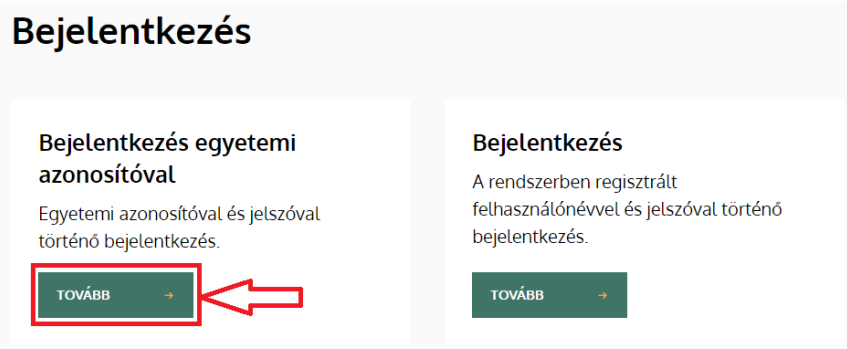 Bejelentkezés
Bejelentkezés egyetemi
azonosítóval
Egyetemi azonosítóval és jelszóval
történő bejelentkezés.
TOVÁBB →
Bejelentkezés
A rendszerben regisztrált
felhasználónévvel és jelszóval történő
bejelentkezés.
TOVÁBB →